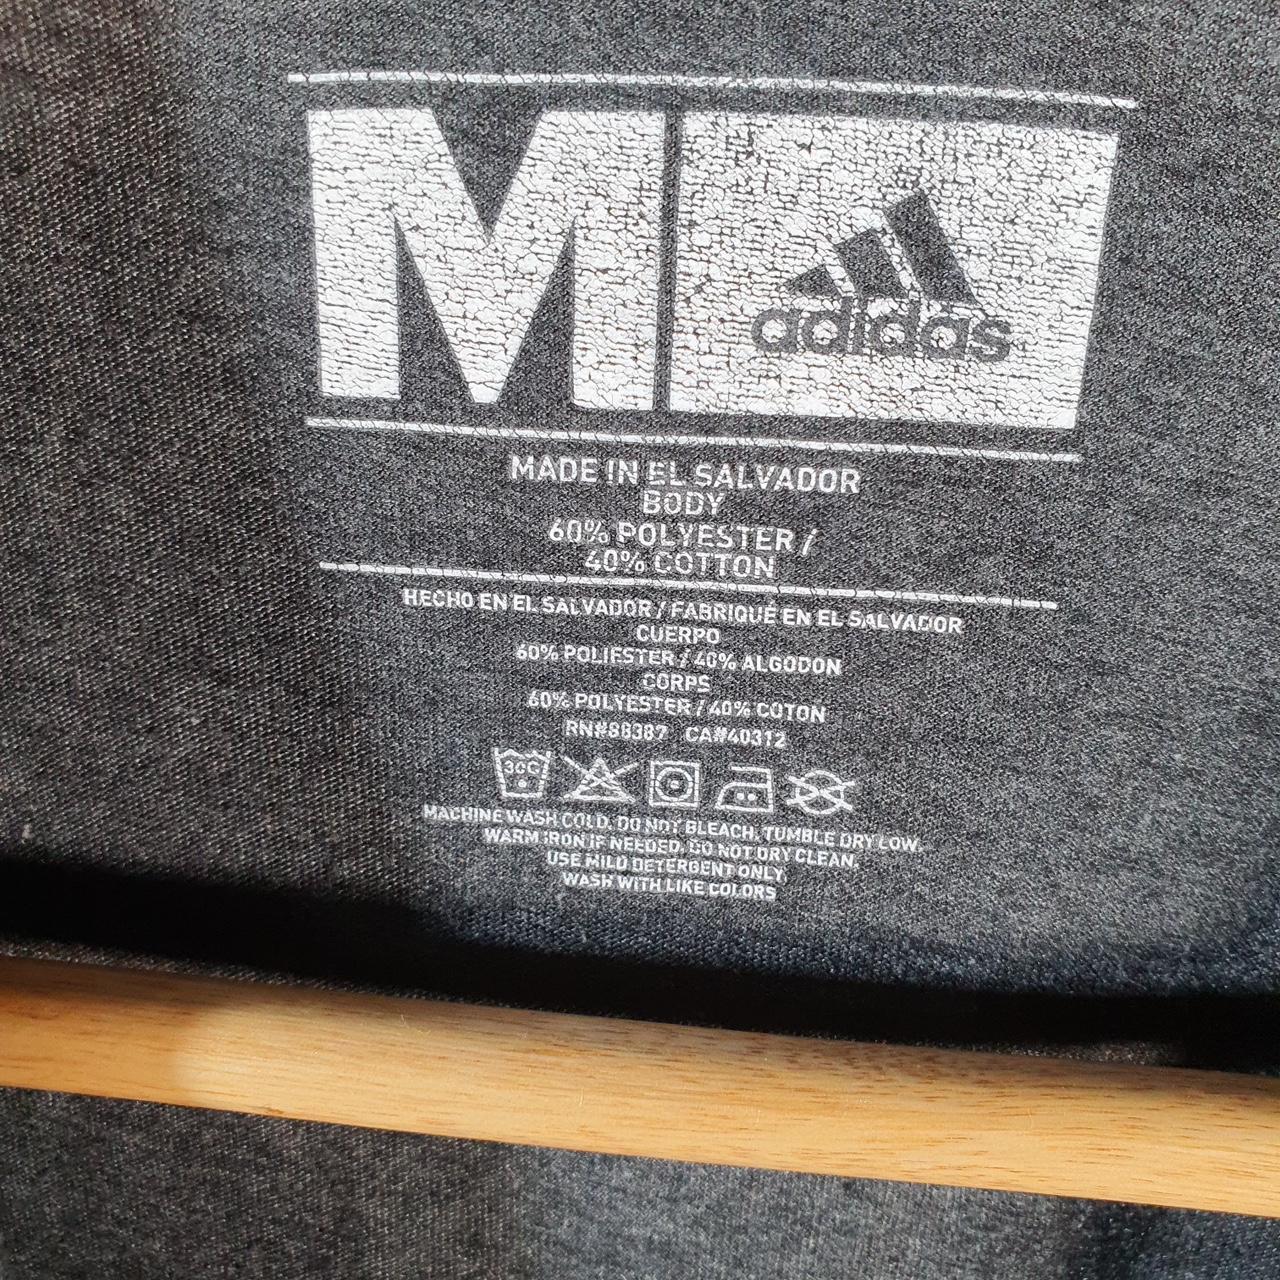 M adidas
MADE IN EL SALVADOR
BODY
60% POLYESTER /
40% COTTON
HECHO EN EL SALVADOR / FABRIQUÉ EN EL SALVADOR
CUERPO
60% POLIESTER / 40% ALGODON
CORPS
60% POLYESTER / 40% COTON
RN#88387 CA#40312
30C
MACHINE WASH COLD. DO NOT BLEACH. TUMBLE DRY LOW.
WARM IRON IF NEEDED. DO NOT DRY CLEAN.
USE MILD DETERGENT ONLY.
WASH WITH LIKE COLORS